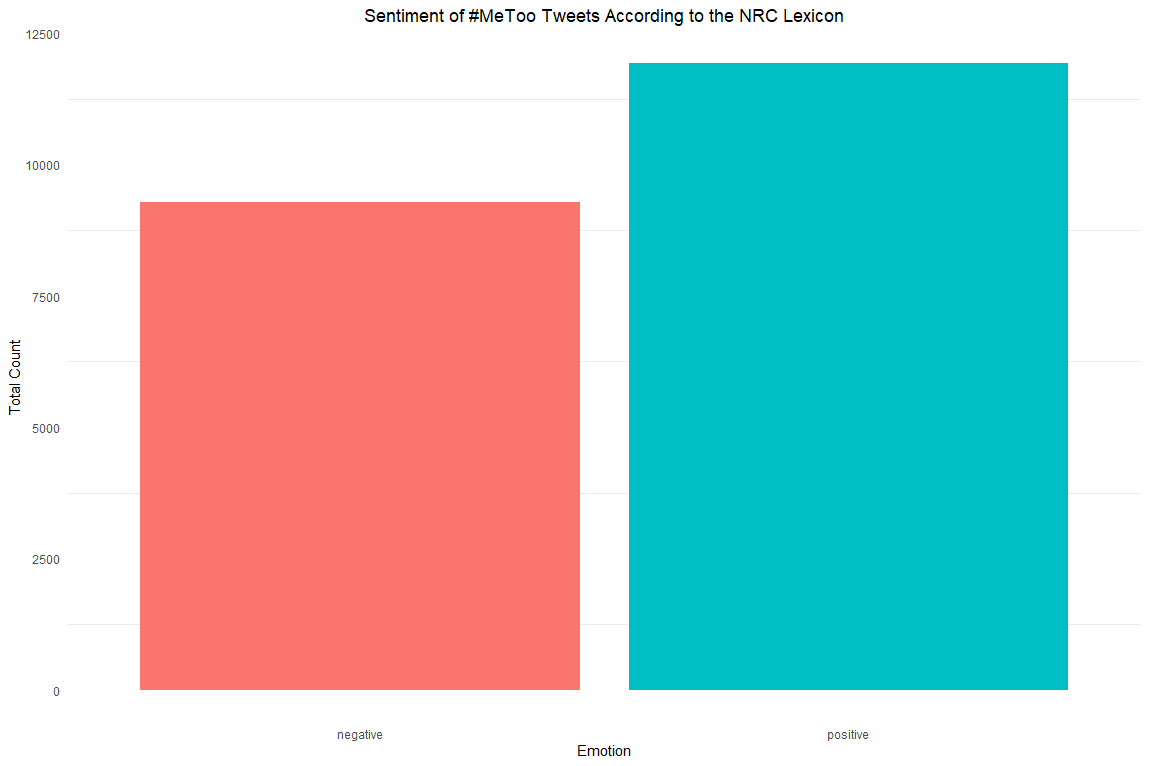 Sentiment of #MeToo Tweets According to the NRC Lexicon
12500
10000
7500
5000
2500
0
Total Count
negative
positive
Emotion